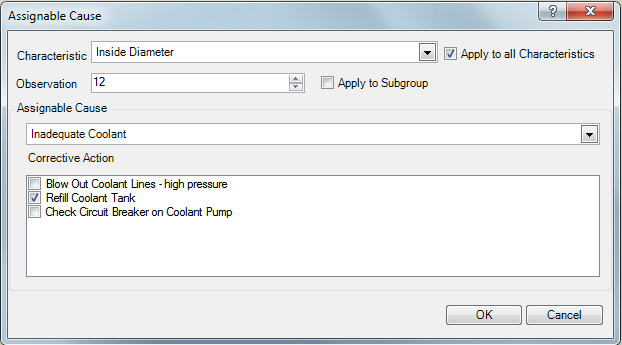 Assignable Cause
Characteristic Inside Diameter Apply to all Characteristics
Observation 12 Apply to Subgroup
Assignable Cause
Inadequate Coolant
Corrective Action
Blow Out Coolant Lines - high pressure
Refill Coolant Tank
Check Circuit Breaker on Coolant Pump
OK Cancel